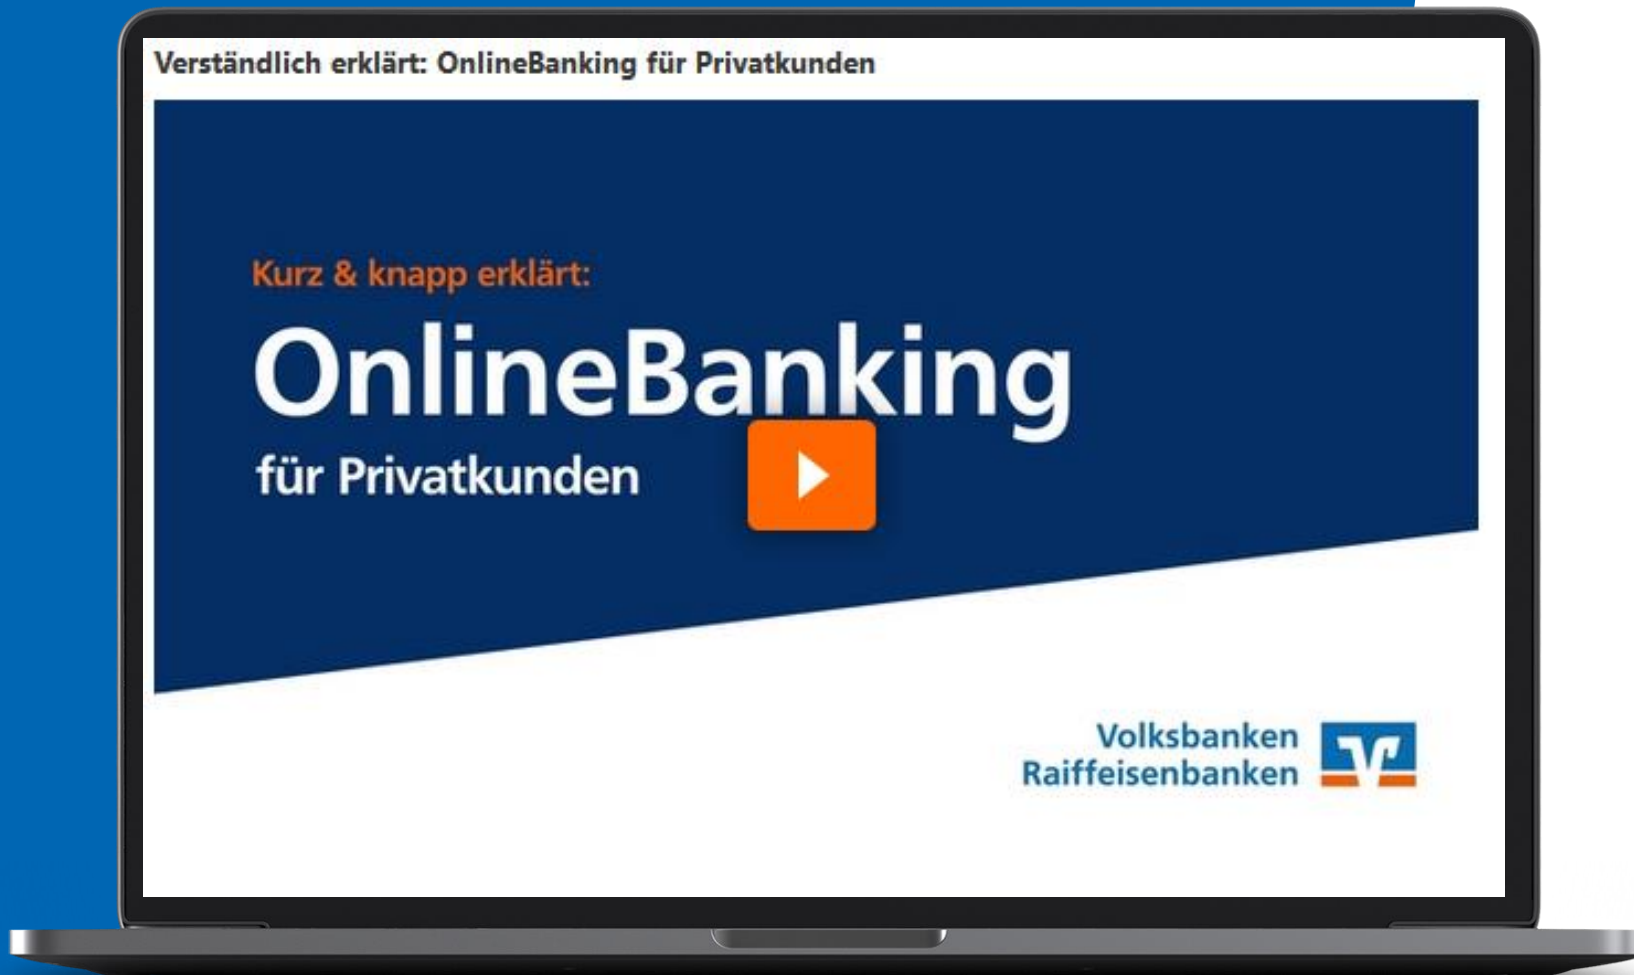 Verständlich erklärt: OnlineBanking für Privatkunden
Kurz & knapp erklärt:
OnlineBanking
für Privatkunden
Volksbanken
Raiffeisenbanken